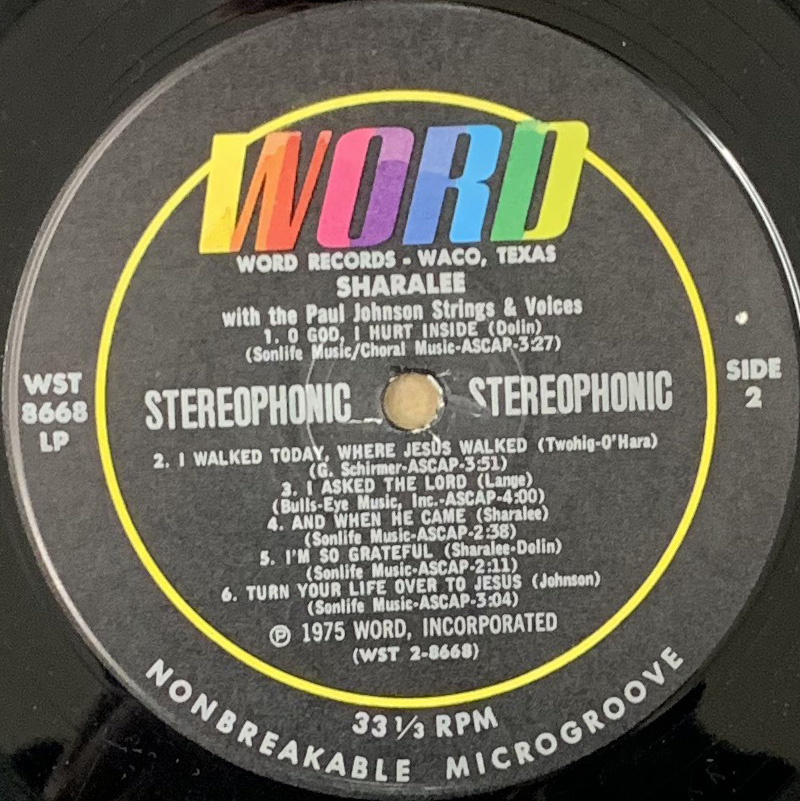 WORD
WORD RECORDS - WACO, TEXAS
SHARALEE
with the Paul Johnson Strings & Voices
1. O GOD, I HURT INSIDE (Dolin)
(Sonlife Music/Choral Music-ASCAP-3:27)
WST
8668
LP
STEREOPHONIC STEREOPHONIC
SIDE
2
2. I WALKED TODAY, WHERE JESUS WALKED (Twohig-O'Hara)
(G. Schirmer-ASCAP-3:51)
3. I ASKED THE LORD (Lange)
(Bulls-Eye Music, Inc.-ASCAP-4:00)
4. AND WHEN HE CAME (Sharalee)
(Sonlife Music-ASCAP-2:38)
5. I'M SO GRATEFUL (Sharalee-Dolin)
(Sonlife Music-ASCAP-2:11)
6. TURN YOUR LIFE OVER TO JESUS (Johnson)
(Sonlife Music-ASCAP-3:04)
Ⓟ 1975 WORD, INCORPORATED
(WST 2-8668)
33 1/3 RPM
NONBREAKABLE MICROGROOVE